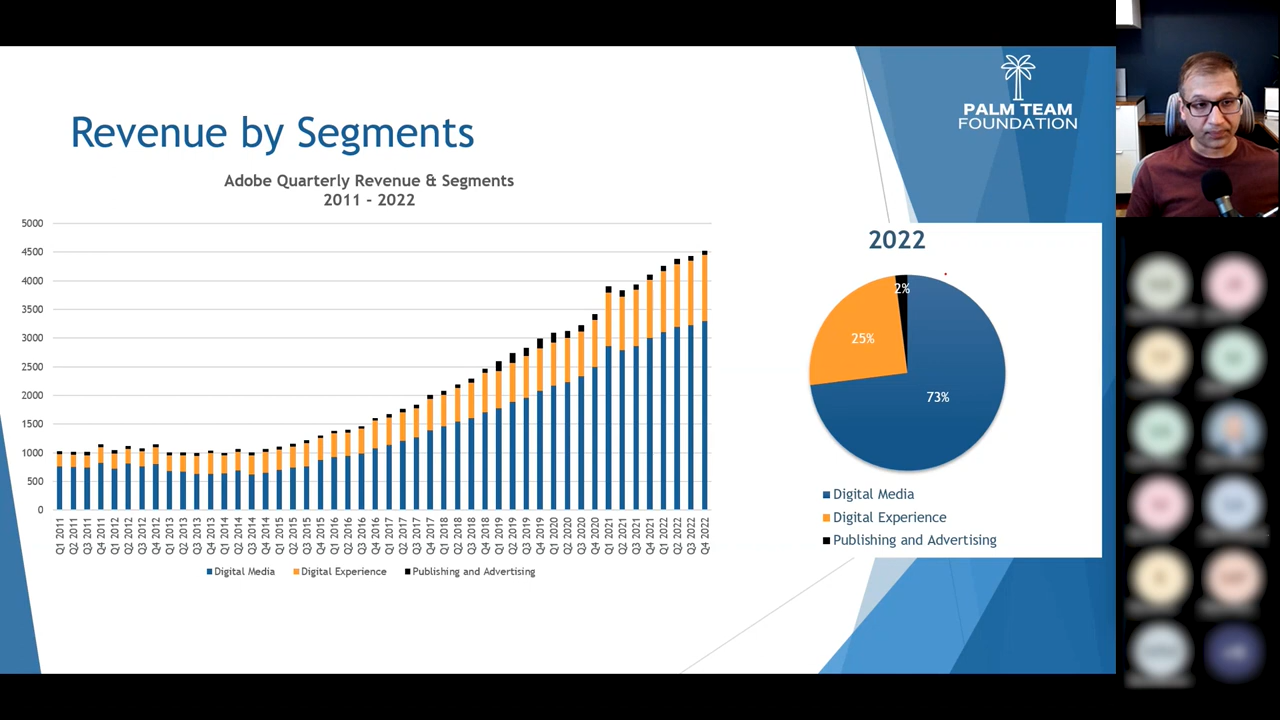 PALM TEAM
FOUNDATION
Revenue by Segments
Adobe Quarterly Revenue & Segments
2011 - 2022
5000
4500
4000
3500
3000
2500
2000
1500
1000
500
0
Q1 2011
Q2 2011
Q3 2011
Q4 2011
Q1 2012
Q2 2012
Q3 2012
Q4 2012
Q1 2013
Q2 2013
Q3 2013
Q4 2013
Q1 2014
Q2 2014
Q3 2014
Q4 2014
Q1 2015
Q2 2015
Q3 2015
Q4 2015
Q1 2016
Q2 2016
Q3 2016
Q4 2016
Q1 2017
Q2 2017
Q3 2017
Q4 2017
Q1 2018
Q2 2018
Q3 2018
Q4 2018
Q1 2019
Q2 2019
Q3 2019
Q4 2019
Q1 2020
Q2 2020
Q3 2020
Q4 2020
Q1 2021
Q2 2021
Q3 2021
Q4 2021
Q1 2022
Q2 2022
Q3 2022
Q4 2022
Digital Media Digital Experience Publishing and Advertising
2022
2%
25%
73%
Digital Media
Digital Experience
Publishing and Advertising